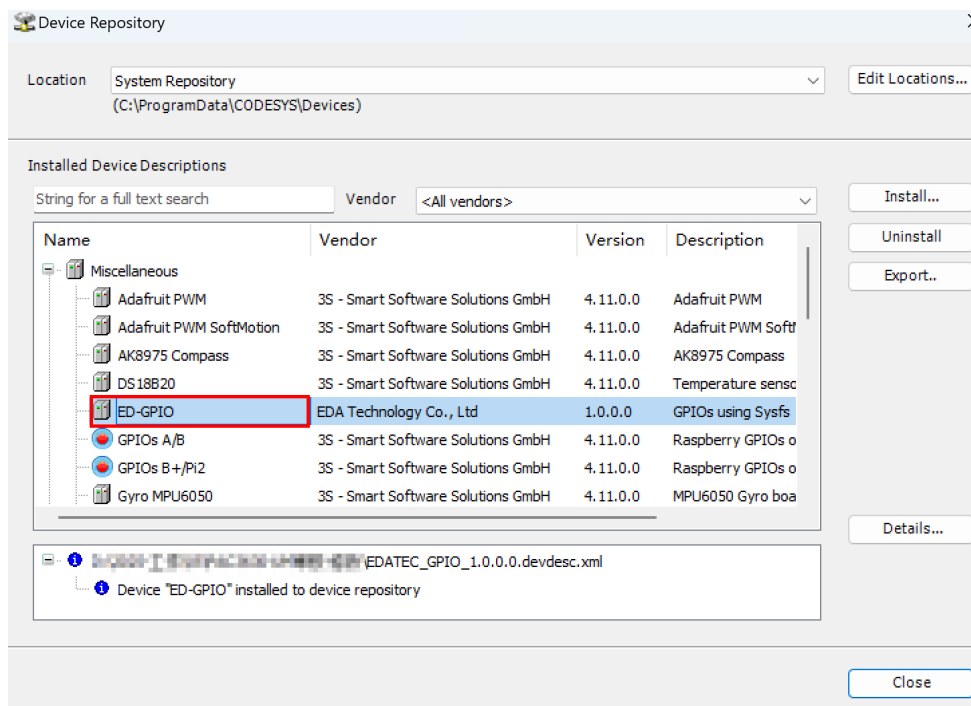 Device Repository
Location System Repository Edit Locations...
(C:\ProgramData\CODESYS\Devices)
Installed Device Descriptions
String for a full text search Vendor <All vendors> Install...
Name Vendor Version Description Uninstall
Miscellaneous Export..
Adafruit PWM 3S - Smart Software Solutions GmbH 4.11.0.0 Adafruit PWM
Adafruit PWM SoftMotion 3S - Smart Software Solutions GmbH 4.11.0.0 Adafruit PWM
AK8975 Compass 3S - Smart Software Solutions GmbH 4.11.0.0 AK8975 Compass
DS18B20 3S - Smart Software Solutions GmbH 4.11.0.0 Temperature sens
ED-GPIO EDA Technology Co., Ltd 1.0.0.0 GPIOs using Sysfs
GPIOs A/B 3S - Smart Software Solutions GmbH 4.11.0.0 Raspberry GPIOs o
GPIOs B+/Pi2 3S - Smart Software Solutions GmbH 4.11.0.0 Raspberry GPIOs o
Gyro MPU6050 3S - Smart Software Solutions GmbH 4.11.0.0 MPU6050 Gyro boa
Details...
\EDATEC_GPIO_1.0.0.0.devdesc.xml
Device "ED-GPIO" installed to device repository
Close